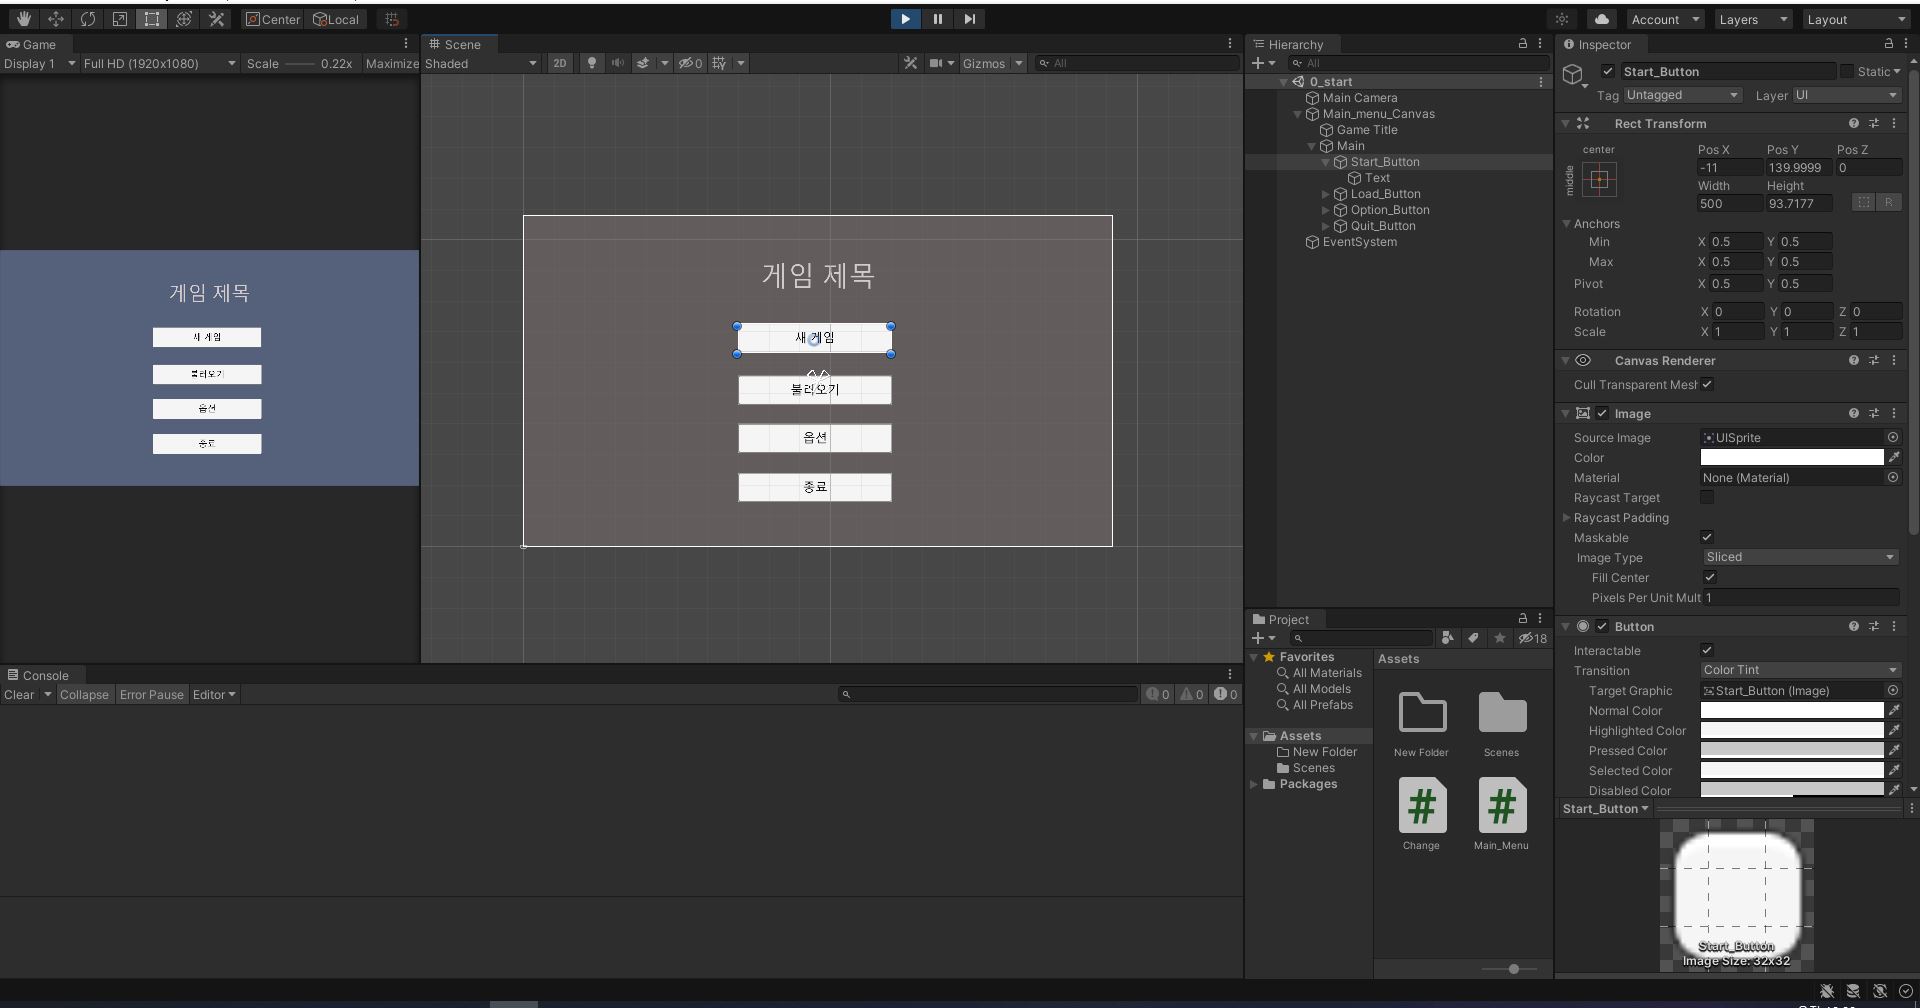 Center
Local
Account
Layers
Layout
Game
Display 1
Full HD (1920x1080)
Scale
0.22x
Maximize
게임 제목
새 게임
불러오기
옵션
종료
Scene
Shaded
2D
0
Gizmos
All
게임 제목
새 게임
불러오기
옵션
종료
Console
Clear
Collapse
Error Pause
Editor
0
0
0
Hierarchy
All
0_start
Main Camera
Main_menu_Canvas
Game Title
Main
Start_Button
Text
Load_Button
Option_Button
Quit_Button
EventSystem
Project
18
Favorites
All Materials
All Models
All Prefabs
Assets
New Folder
Scenes
Packages
Assets
New Folder
Scenes
#
#
Change
Main_Menu
Inspector
Start_Button
Static
Tag Untagged Layer UI
Rect Transform
center
middle
Pos X Pos Y Pos Z
-11 139.9999 0
Width Height
500 93.7177
R
Anchors
Min X 0.5 Y 0.5
Max X 0.5 Y 0.5
Pivot X 0.5 Y 0.5
Rotation X 0 Y 0 Z 0
Scale X 1 Y 1 Z 1
Canvas Renderer
Cull Transparent Mesh
Image
Source Image UISprite
Color
Material None (Material)
Raycast Target
Raycast Padding
Maskable
Image Type Sliced
Fill Center
Pixels Per Unit Mult 1
Button
Interactable
Transition Color Tint
Target Graphic Start_Button (Image)
Normal Color
Highlighted Color
Pressed Color
Selected Color
Disabled Color
Start_Button
Start_Button
Image Size: 32x32